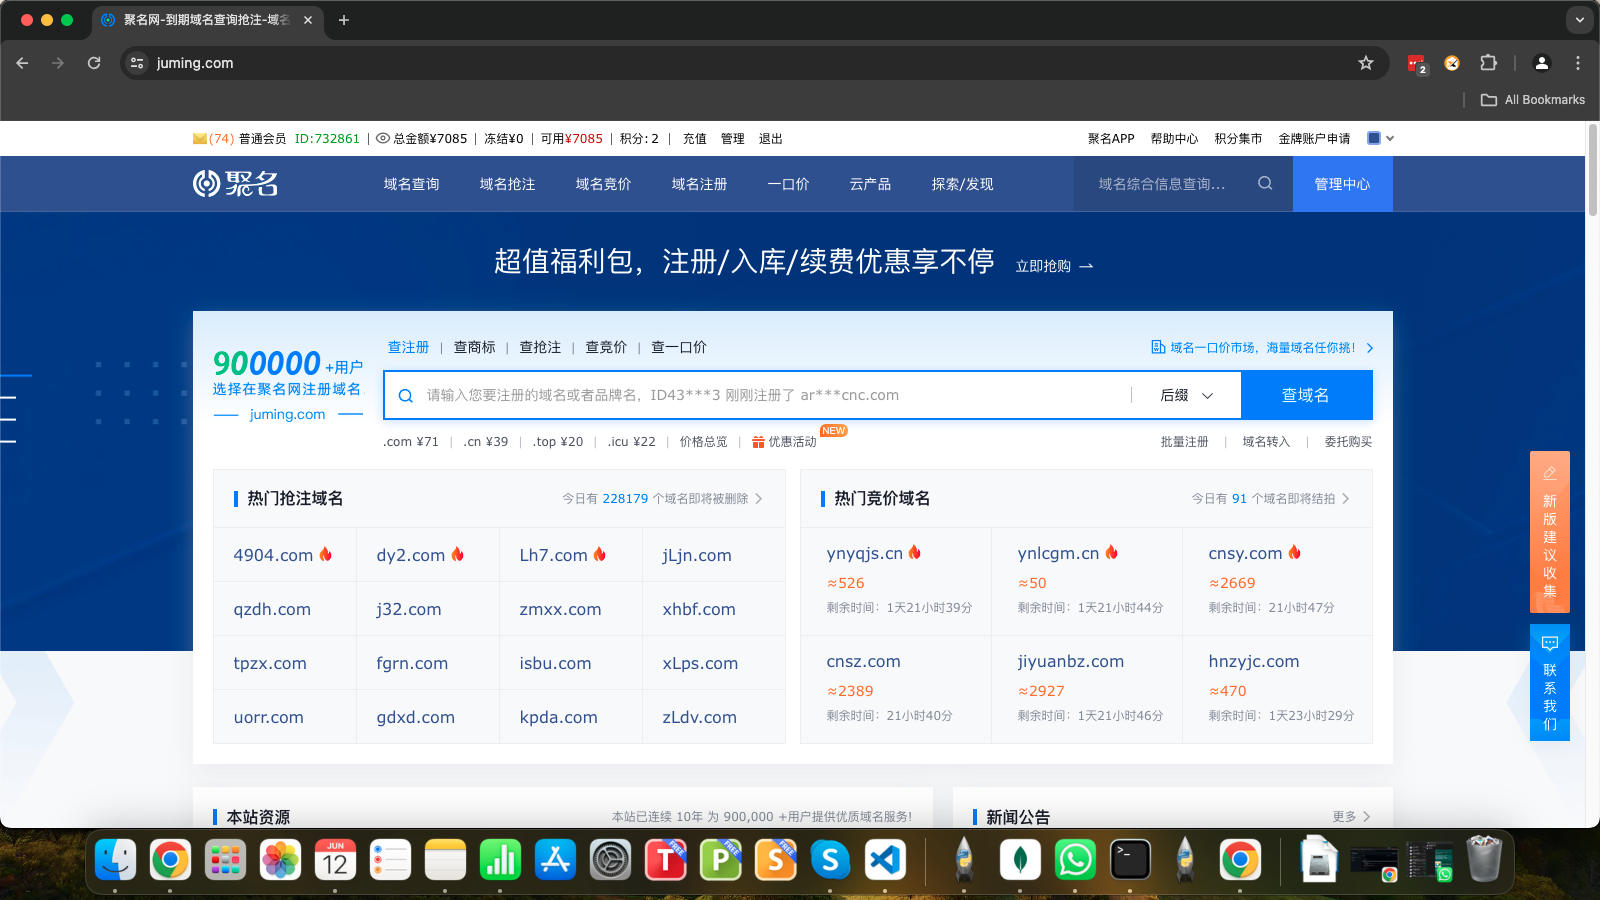 聚名网-到期域名查询抢注-域名
juming.com
2
All Bookmarks
(74) 普通会员 ID:732861 | 总金额¥7085 | 冻结¥0 | 可用¥7085 | 积分: 2 | 充值 管理 退出
聚名APP 帮助中心 积分集市 金牌账户申请
聚名
域名查询 域名抢注 域名竞价 域名注册 一口价 云产品 探索/发现
域名综合信息查询...
管理中心
超值福利包，注册/入库/续费优惠享不停 立即抢购
900000 +用户
选择在聚名网注册域名
juming.com
查注册 | 查商标 | 查抢注 | 查竞价 | 查一口价
域名一口价市场，海量域名任你挑！
请输入您要注册的域名或者品牌名，ID43***3 刚刚注册了 ar***cnc.com
后缀
查域名
.com ¥71 | .cn ¥39 | .top ¥20 | .icu ¥22 | 价格总览 | 优惠活动
NEW
批量注册 | 域名转入 | 委托购买
热门抢注域名
今日有 228179 个域名即将被删除
4904.com dy2.com Lh7.com jLjn.com
qzdh.com j32.com zmxx.com xhbf.com
tpzx.com fgrn.com isbu.com xLps.com
uorr.com gdxd.com kpda.com zLdv.com
热门竞价域名
今日有 91 个域名即将结拍
ynyqjs.cn ynlcgm.cn cnsy.com
≈526 ≈50 ≈2669
剩余时间：1天21小时39分 剩余时间：1天21小时44分 剩余时间：21小时47分
cnsz.com jiyuanbz.com hnzyjc.com
≈2389 ≈2927 ≈470
剩余时间：21小时40分 剩余时间：1天21小时46分 剩余时间：1天23小时29分
新版建议收集
联系我们
本站资源
本站已连续 10年 为 900,000 +用户提供优质域名服务!
新闻公告
更多
JUN
12
T FREE
P FREE
S FREE
S
>_